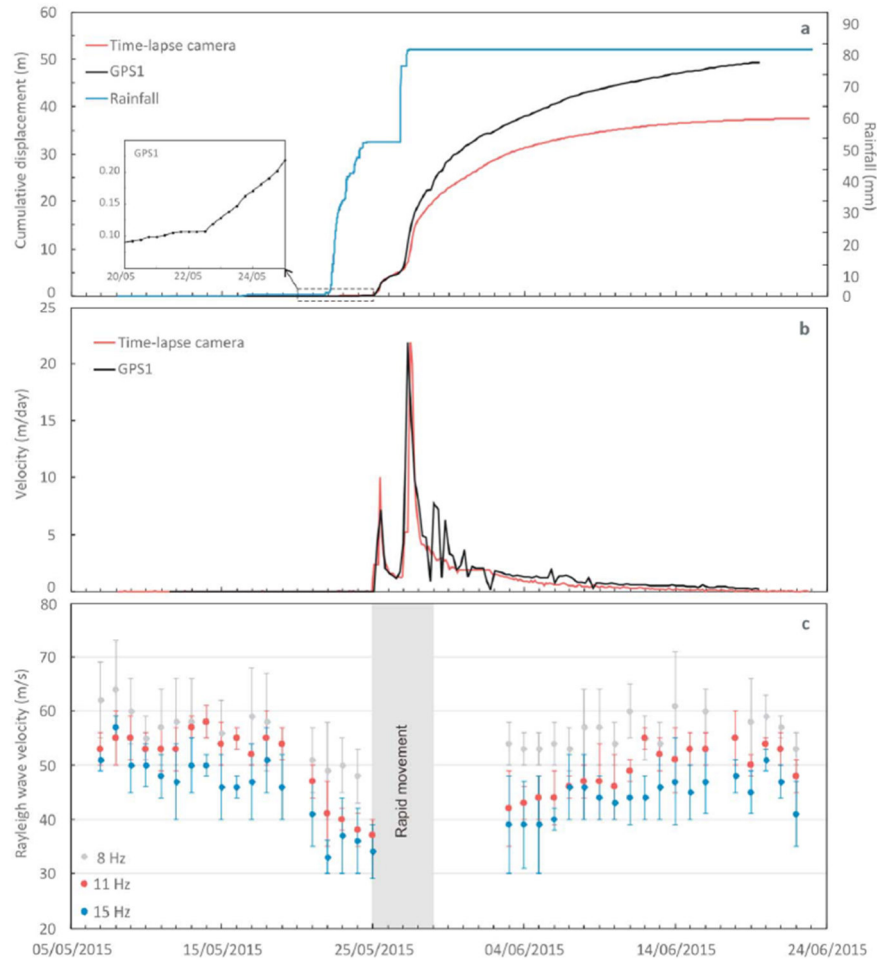 60
50
40
30
20
10
0
Cumulative displacement (m)
a
Time-lapse camera
GPS1
Rainfall
90
80
70
60
50
40
30
20
10
0
Rainfall (mm)
GPS1
0.20
0.15
0.10
20/05 22/05 24/05
b
Time-lapse camera
GPS1
20
15
10
5
0
Velocity (m/day)
c
80
70
60
50
40
30
20
Rayleigh wave velocity (m/s)
Rapid movement
8 Hz
11 Hz
15 Hz
05/05/2015 15/05/2015 25/05/2015 04/06/2015 14/06/2015 24/06/2015